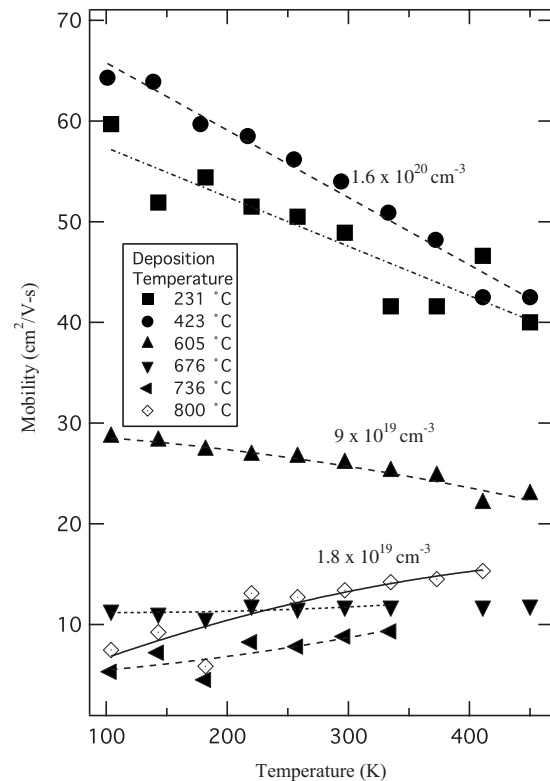 70
60
50
40
30
20
10
Mobility (cm²/V-s)
1.6 x 10²⁰ cm⁻³
Deposition
Temperature
231 °C
423 °C
605 °C
676 °C
736 °C
800 °C
9 x 10¹⁹ cm⁻³
1.8 x 10¹⁹ cm⁻³
100 200 300 400
Temperature (K)